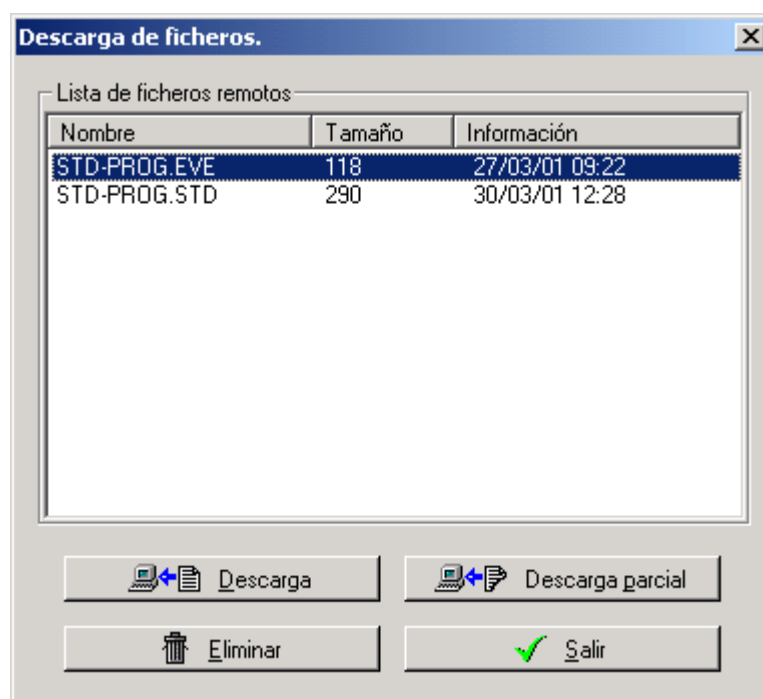 Descarga de ficheros.
Lista de ficheros remotos
Nombre Tamaño Información
STD-PROG.EVE 118 27/03/01 09:22
STD-PROG.STD 290 30/03/01 12:28
Descarga Descarga parcial
Eliminar Salir